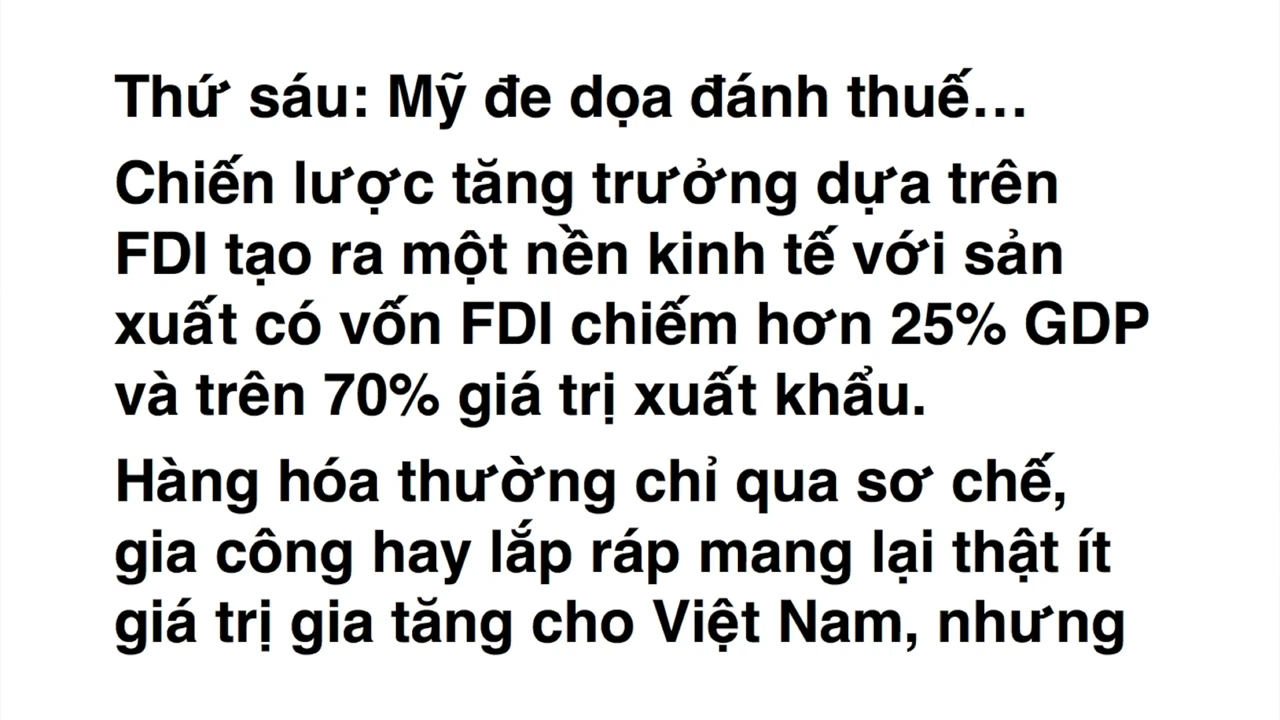 Thứ sáu: Mỹ đe dọa đánh thuế...
Chiến lược tăng trưởng dựa trên
FDI tạo ra một nền kinh tế với sản
xuất có vốn FDI chiếm hơn 25% GDP
và trên 70% giá trị xuất khẩu.
Hàng hóa thường chỉ qua sơ chế,
gia công hay lắp ráp mang lại thật ít
giá trị gia tăng cho Việt Nam, nhưng